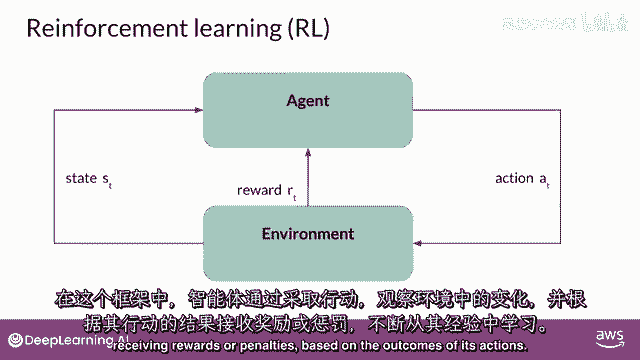 Reinforcement learning (RL)
Agent
state s_t
reward r_t
action a_t
Environment
在这个框架中，智能体通过采取行动，观察环境中的变化，并根
据其行动的结果接收奖励或惩罚，不断从其经验中学习。
receiving rewards or penalties, based on the outcomes of its actions.
DeepLearning.AI
aws